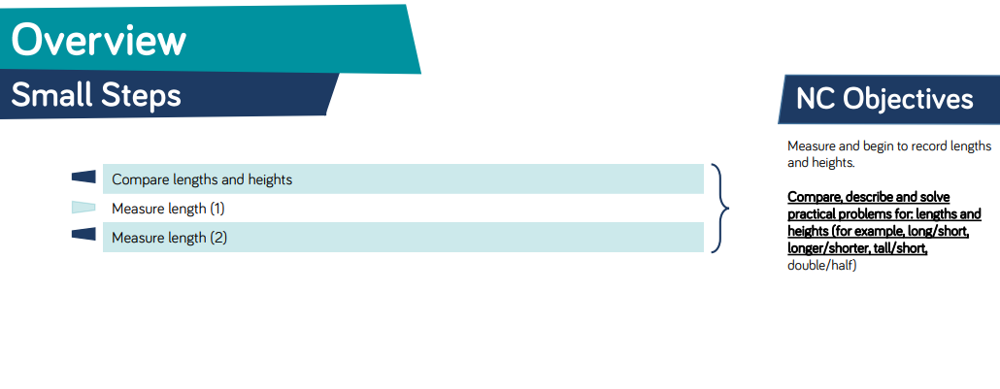 Overview
Small Steps
NC Objectives
Compare lengths and heights
Measure length (1)
Measure length (2)
Measure and begin to record lengths
and heights.
Compare, describe and solve
practical problems for: lengths and
heights (for example, long/short,
longer/shorter, tall/short,
double/half)